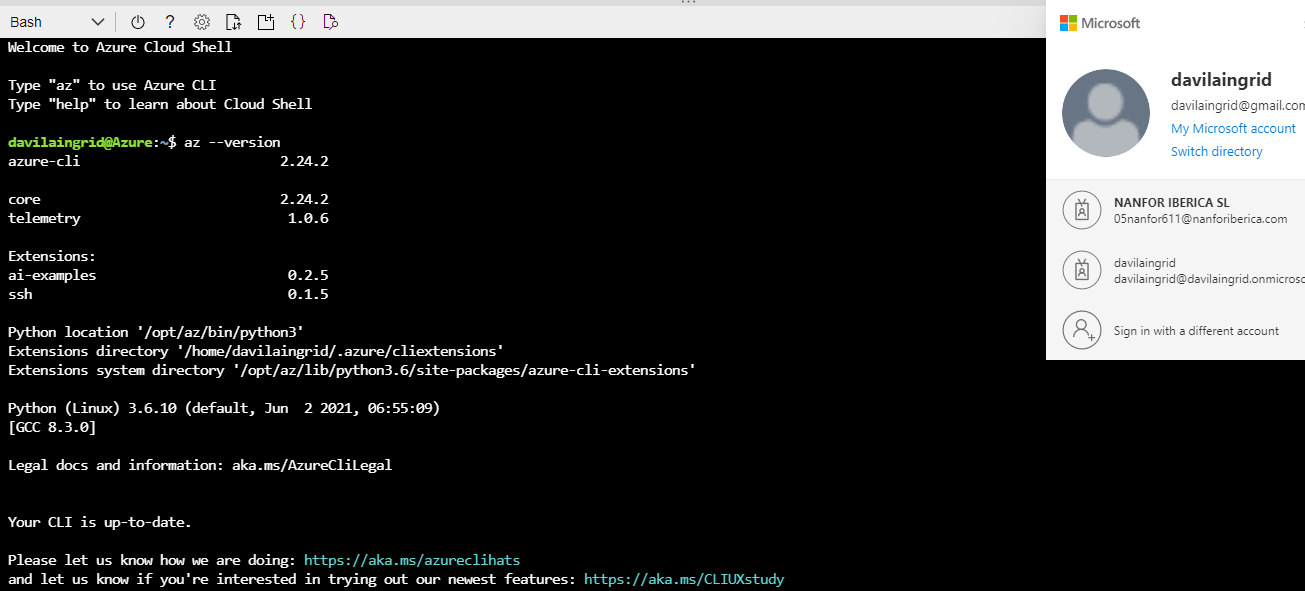 Bash
Welcome to Azure Cloud Shell
Type "az" to use Azure CLI
Type "help" to learn about Cloud Shell
davilaingrid@Azure:~$ az --version
azure-cli 2.24.2
core 2.24.2
telemetry 1.0.6
Extensions:
ai-examples 0.2.5
ssh 0.1.5
Python location '/opt/az/bin/python3'
Extensions directory '/home/davilaingrid/.azure/cliextensions'
Extensions system directory '/opt/az/lib/python3.6/site-packages/azure-cli-extensions'
Python (Linux) 3.6.10 (default, Jun  2 2021, 06:55:09)
[GCC 8.3.0]
Legal docs and information: aka.ms/AzureCliLegal
Your CLI is up-to-date.
Please let us know how we are doing: https://aka.ms/azureclihats
and let us know if you're interested in trying out our newest features: https://aka.ms/CLIUXstudy
Microsoft
davilaingrid
davilaingrid@gmail.com
My Microsoft account
Switch directory
NANFOR IBERICA SL
05nanfor611@nanforiberica.com
davilaingrid
davilaingrid@davilaingrid.onmicroso
Sign in with a different account